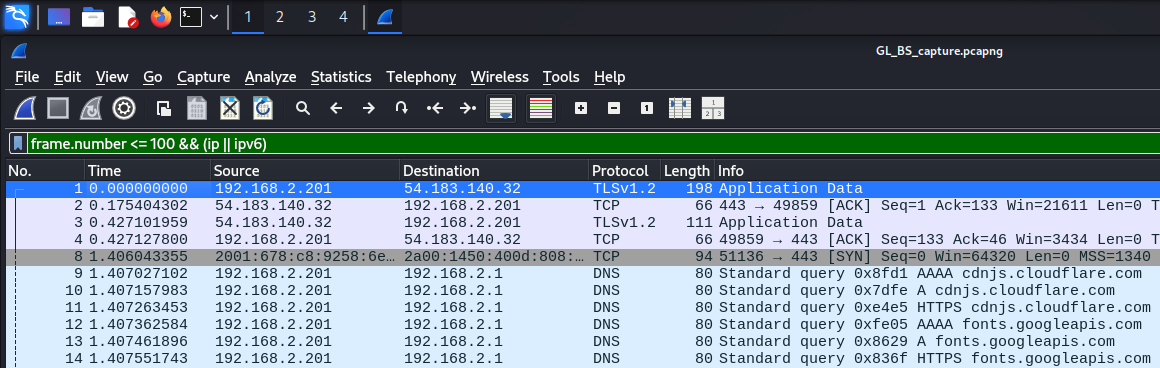 1 2 3 4
GL_BS_capture.pcapng
File Edit View Go Capture Analyze Statistics Telephony Wireless Tools Help
frame.number <= 100 && (ip || ipv6)
No. Time Source Destination Protocol Length Info
1 0.000000000 192.168.2.201 54.183.140.32 TLSv1.2 198 Application Data
2 0.175404302 54.183.140.32 192.168.2.201 TCP 66 443 → 49859 [ACK] Seq=1 Ack=133 Win=21611 Len=0 T
3 0.427101959 54.183.140.32 192.168.2.201 TLSv1.2 111 Application Data
4 0.427127800 192.168.2.201 54.183.140.32 TCP 66 49859 → 443 [ACK] Seq=133 Ack=46 Win=3434 Len=0 T
8 1.406043355 2001:678:c8:9258:6e… 2a00:1450:400d:808:… TCP 94 51136 → 443 [SYN] Seq=0 Win=64320 Len=0 MSS=1340
9 1.407027102 192.168.2.201 192.168.2.1 DNS 80 Standard query 0x8fd1 AAAA cdnjs.cloudflare.com
10 1.407157983 192.168.2.201 192.168.2.1 DNS 80 Standard query 0x7dfe A cdnjs.cloudflare.com
11 1.407263453 192.168.2.201 192.168.2.1 DNS 80 Standard query 0xe4e5 HTTPS cdnjs.cloudflare.com
12 1.407362584 192.168.2.201 192.168.2.1 DNS 80 Standard query 0xfe05 AAAA fonts.googleapis.com
13 1.407461896 192.168.2.201 192.168.2.1 DNS 80 Standard query 0x8629 A fonts.googleapis.com
14 1.407551743 192.168.2.201 192.168.2.1 DNS 80 Standard query 0x836f HTTPS fonts.googleapis.com